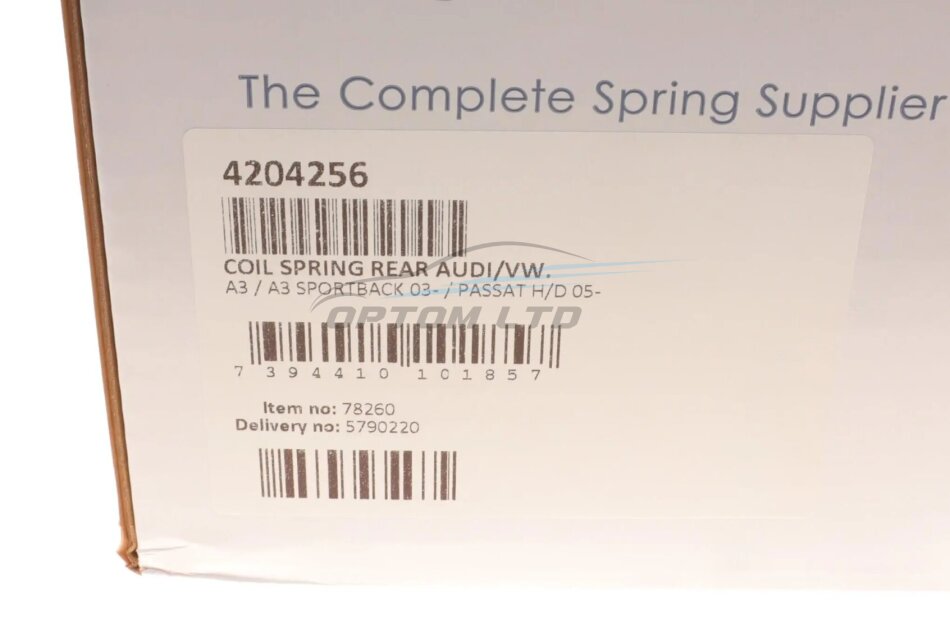 The Complete Spring Supplier
4204256
COIL SPRING REAR AUDI/VW.
A3 / A3 SPORTBACK 03- / PASSAT H/D 05-
OPTOM LTD
7 394410 101857
Item no: 78260
Delivery no: 5790220